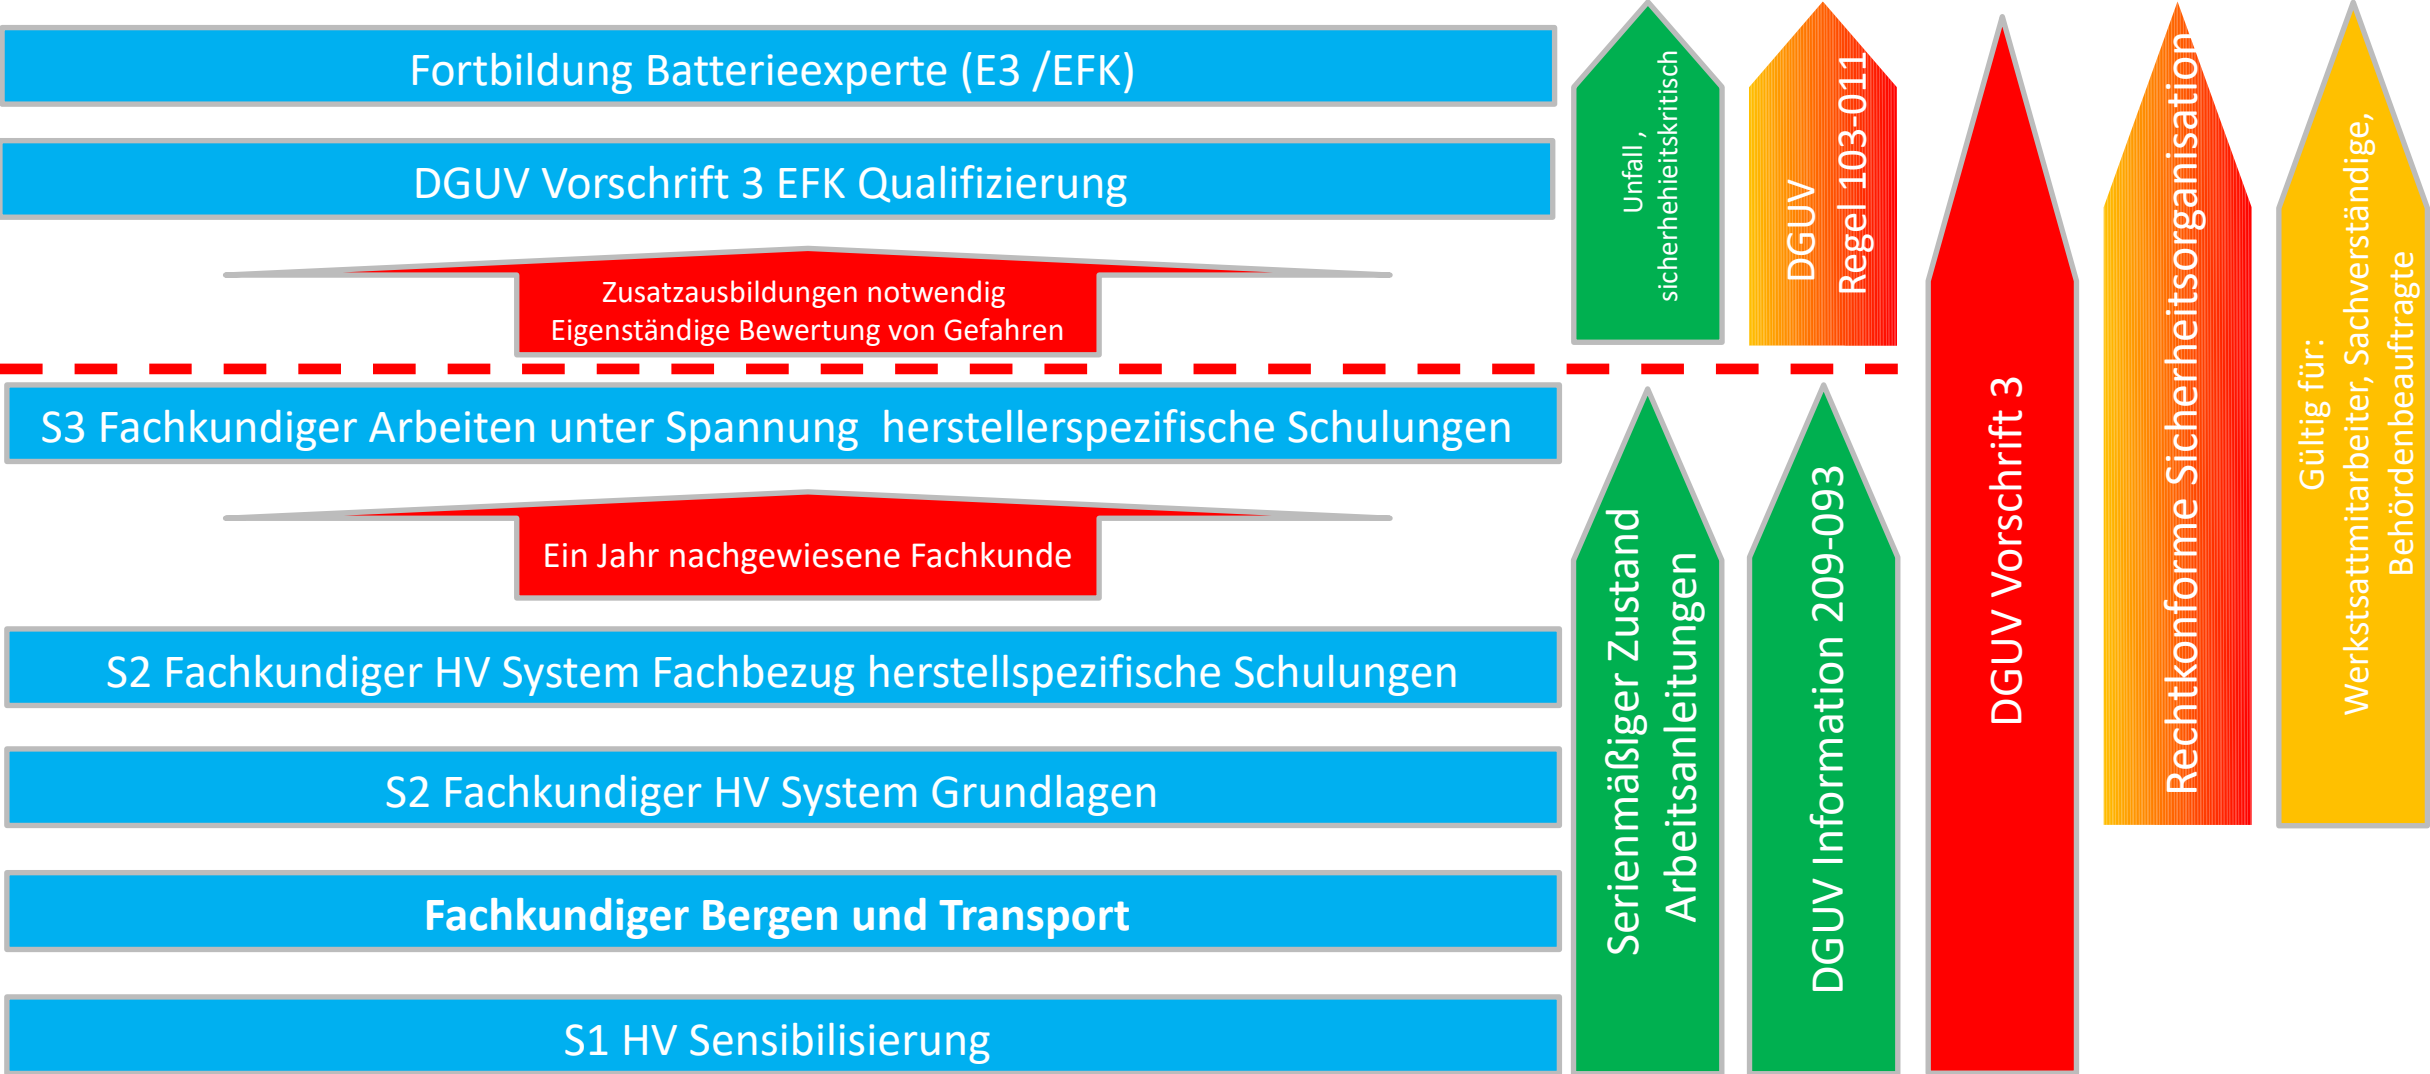 Fortbildung Batterieexperte (E3 /EFK)
DGUV Vorschrift 3 EFK Qualifizierung
Zusatzausbildungen notwendig
Eigenständige Bewertung von Gefahren
S3 Fachkundiger Arbeiten unter Spannung  herstellerspezifische Schulungen
Ein Jahr nachgewiesene Fachkunde
S2 Fachkundiger HV System Fachbezug herstellspezifische Schulungen
S2 Fachkundiger HV System Grundlagen
Fachkundiger Bergen und Transport
S1 HV Sensibilisierung
Unfall ,
sicherhehieitskritisch
DGUV
Regel 103-011
Serienmäßiger Zustand
Arbeitsanleitungen
DGUV Information 209-093
DGUV Vorschrift 3
Rechtkonforme Sicherheitsorganisation
Gültig für:
Werkstsattmitarbeiter, Sachverständige,
Behördenbeauftragte